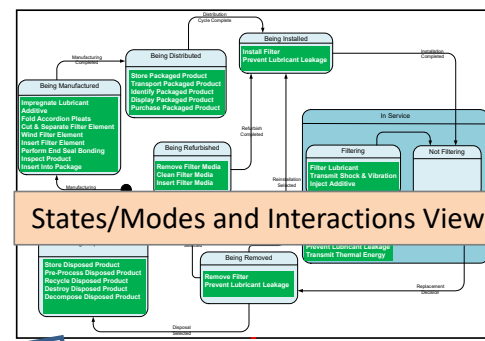 Distribution
Cycle Complete
Being Installed
Install Filter
Prevent Lubricant Leakage
Being Distributed
Store Packaged Product
Transport Packaged Product
Identify Packaged Product
Display Packaged Product
Purchase Packaged Product
Manufacturing
Completed
Installation
Completed
Being Manufactured
Impregnate Lubricant
Additive
Fold Accordion Pleats
Cut & Separate Filter Element
Wind Filter Element
Insert Filter Element
Perform End Seal Bonding
Inspect Product
Insert Into Package
In Service
Refurbish
Completed
Being Refurbished
Remove Filter Media
Clean Filter Media
Insert Filter Media
Filtering
Filter Lubricant
Transmit Shock & Vibration
Inject Additive
Not Filtering
Reinstallation
Selected
Manufacturing
States/Modes and Interactions View
Prevent Lubricant Leakage
Transmit Thermal Energy
Being Removed
Remove Filter
Prevent Lubricant Leakage
Store Disposed Product
Pre-Process Disposed Product
Recycle Disposed Product
Destroy Disposed Product
Decompose Disposed Product
Replacement
Decision
Disposal
Selected